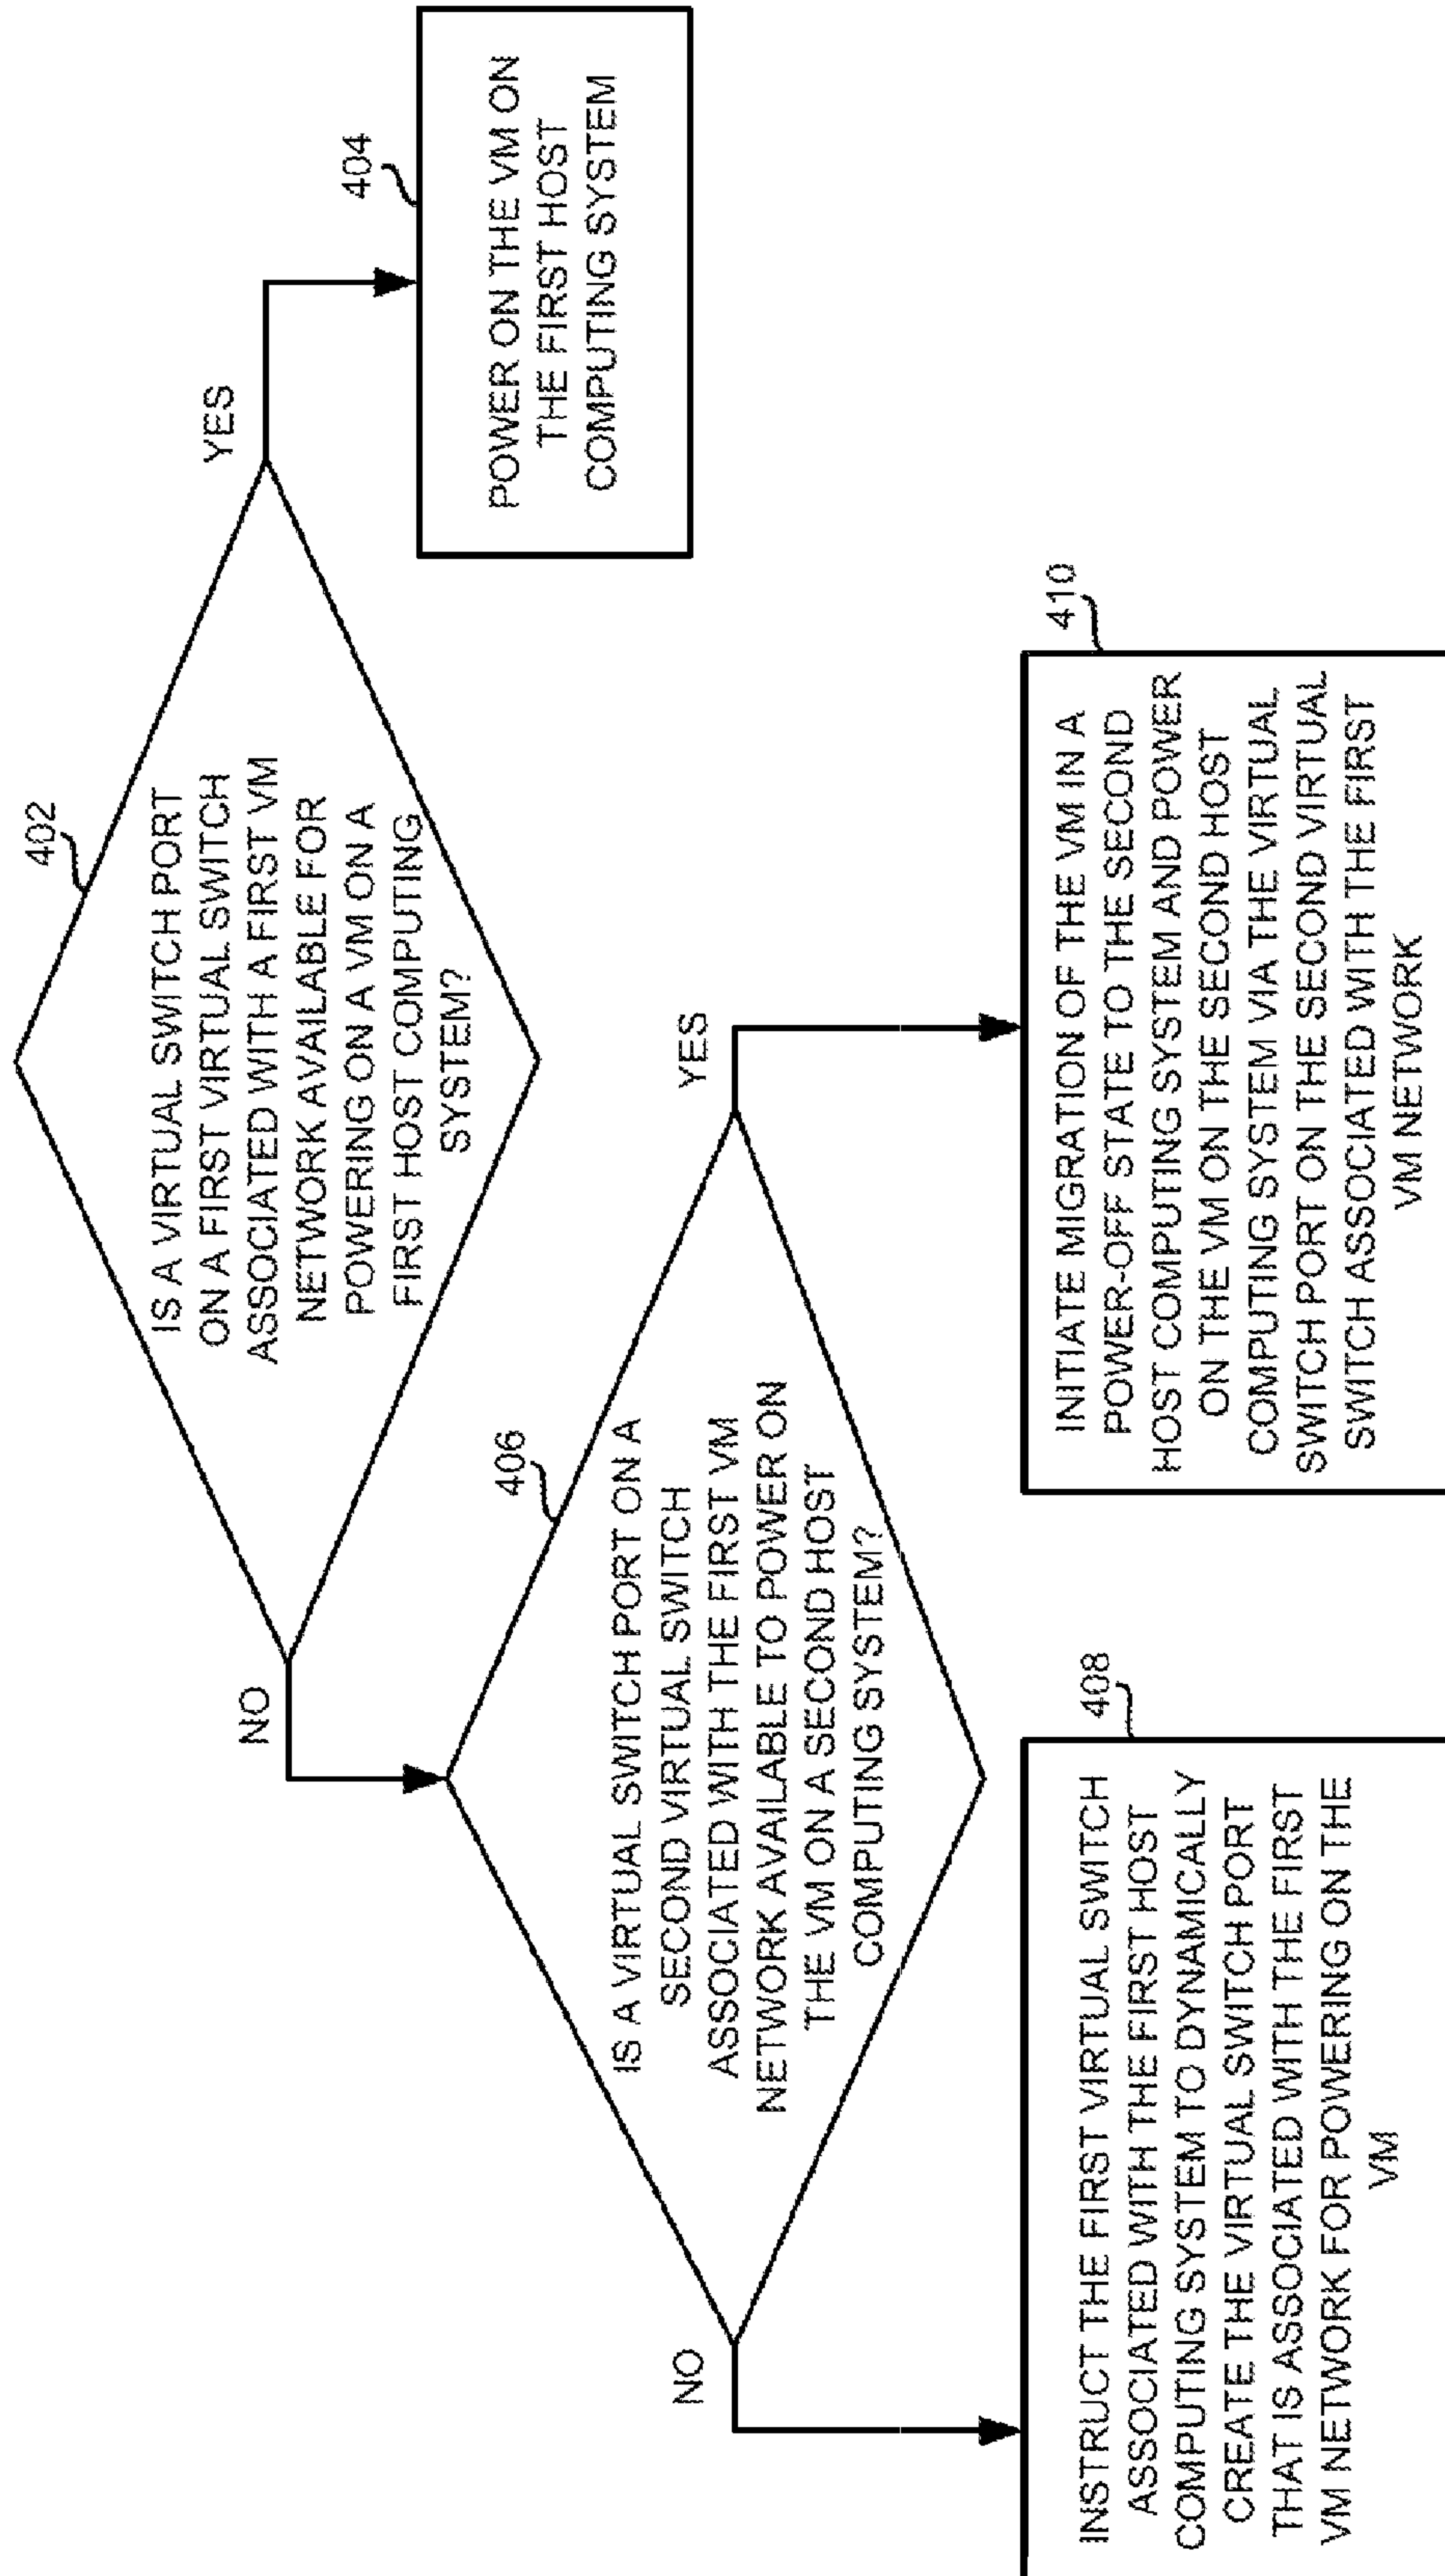 402
IS A VIRTUAL SWITCH PORT
ON A FIRST VIRTUAL SWITCH
ASSOCIATED WITH A FIRST VM
NETWORK AVAILABLE FOR
POWERING ON A VM ON A
FIRST HOST COMPUTING
SYSTEM?
YES
404
POWER ON THE VM ON
THE FIRST HOST
COMPUTING SYSTEM
NO
406
IS A VIRTUAL SWITCH PORT ON A
SECOND VIRTUAL SWITCH
ASSOCIATED WITH THE FIRST VM
NETWORK AVAILABLE TO POWER ON
THE VM ON A SECOND HOST
COMPUTING SYSTEM?
NO
YES
408
INSTRUCT THE FIRST VIRTUAL SWITCH
ASSOCIATED WITH THE FIRST HOST
COMPUTING SYSTEM TO DYNAMICALLY
CREATE THE VIRTUAL SWITCH PORT
THAT IS ASSOCIATED WITH THE FIRST
VM NETWORK FOR POWERING ON THE
VM
410
INITIATE MIGRATION OF THE VM IN A
POWER-OFF STATE TO THE SECOND
HOST COMPUTING SYSTEM AND POWER
ON THE VM ON THE SECOND HOST
COMPUTING SYSTEM VIA THE VIRTUAL
SWITCH PORT ON THE SECOND VIRTUAL
SWITCH ASSOCIATED WITH THE FIRST
VM NETWORK